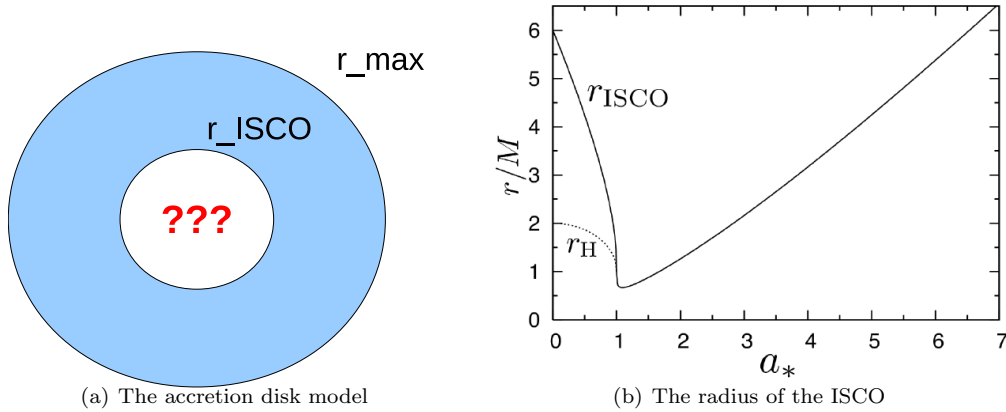 r_max
r_ISCO
???
(a) The accretion disk model
r/M
6
5
4
3
2
1
0
r_ISCO
r_H
0 1 2 3 4 5 6 7
a_*
(b) The radius of the ISCO